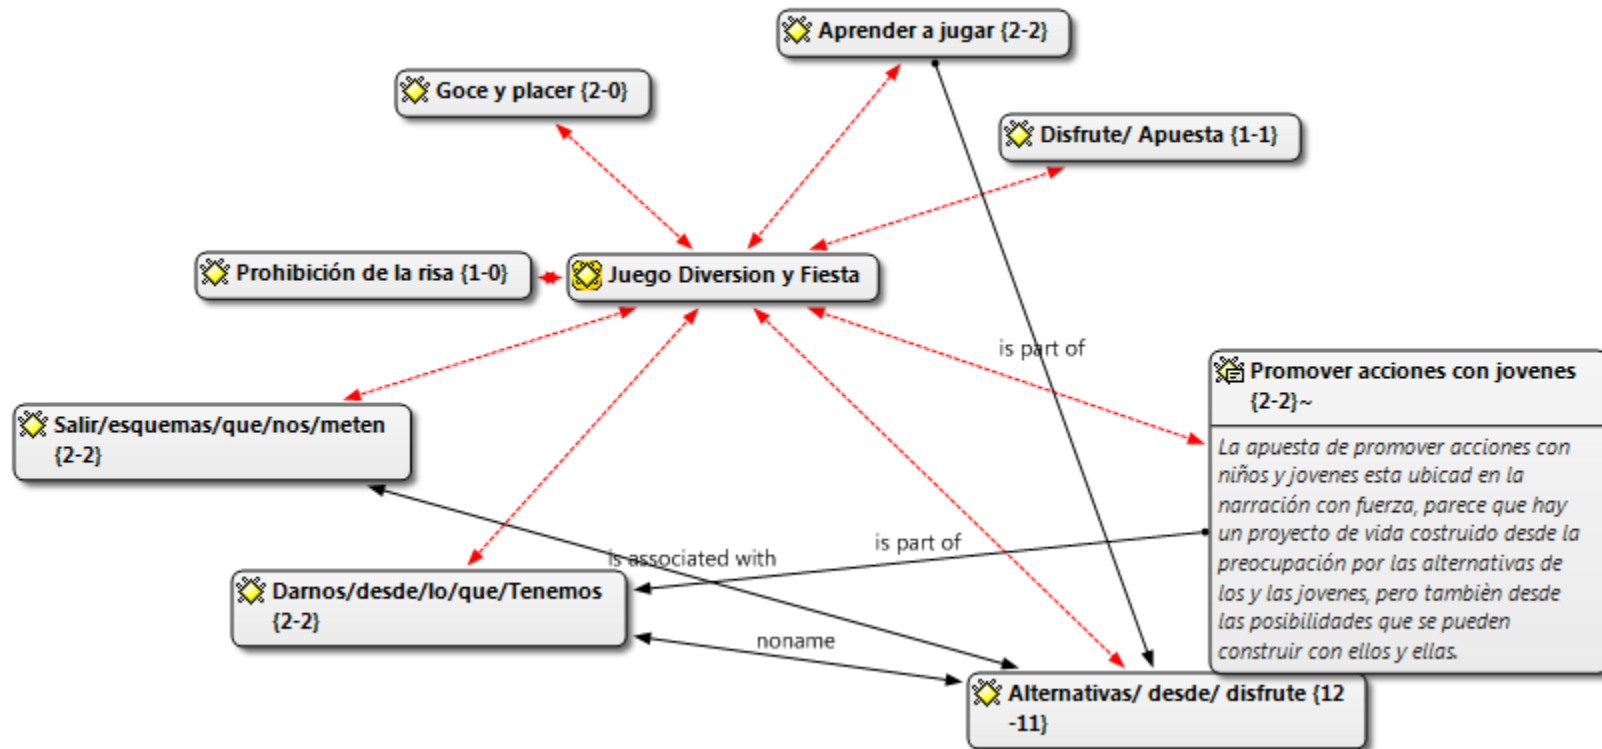 Aprender a jugar {2-2}
Goce y placer {2-0}
Disfrute/ Apuesta {1-1}
Prohibición de la risa {1-0}
Juego Diversion y Fiesta
is part of
Promover acciones con jovenes
{2-2}~
La apuesta de promover acciones con
niños y jovenes esta ubicad en la
narración con fuerza, parece que hay
un proyecto de vida costruido desde la
preocupación por las alternativas de
los y las jovenes, pero tambièn desde
las posibilidades que se pueden
construir con ellos y ellas.
Salir/esquemas/que/nos/meten
{2-2}
is part of
is associated with
Darnos/desde/lo/que/Tenemos
{2-2}
noname
Alternativas/ desde/ disfrute {12
-11}